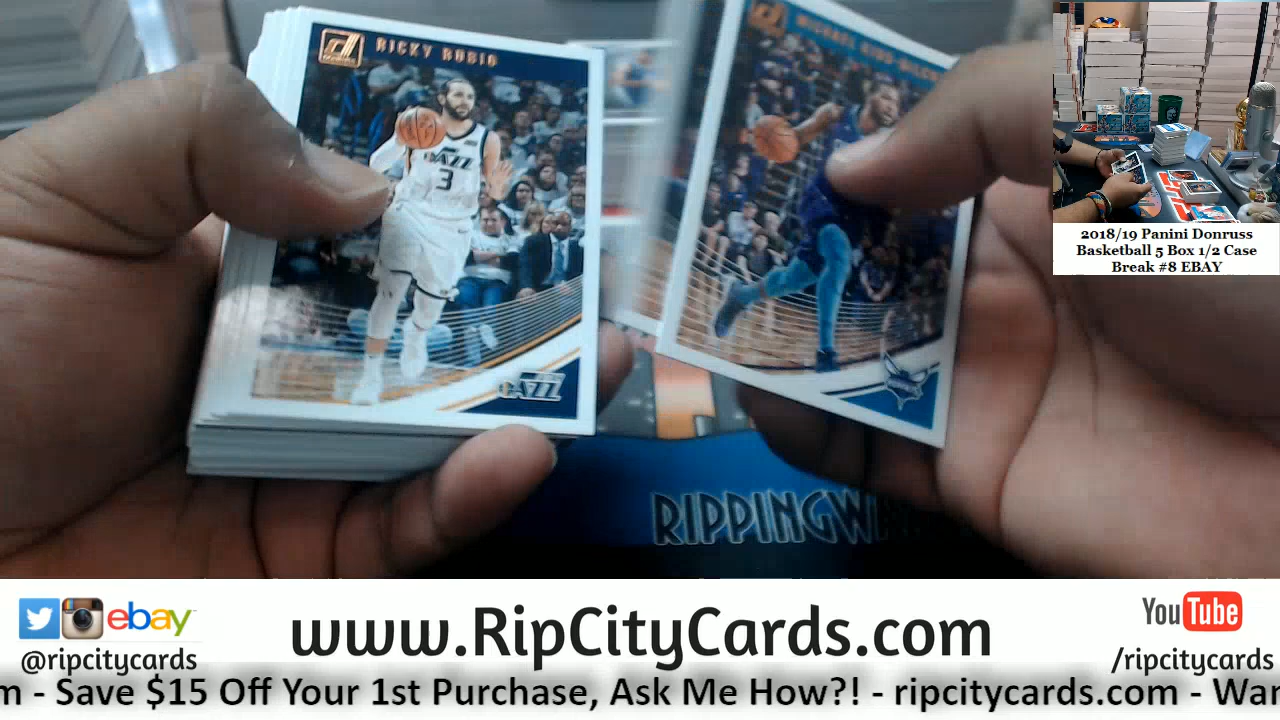 RICKY RUBIO
JAZZ
3
JAZZ
RIPPINGW
2018/19 Panini Donruss
Basketball 5 Box 1/2 Case
Break #8 EBAY
ebay
@ripcitycards
www.RipCityCards.com
YouTube
/ripcitycards
m - Save $15 Off Your 1st Purchase, Ask Me How?! - ripcitycards.com - War